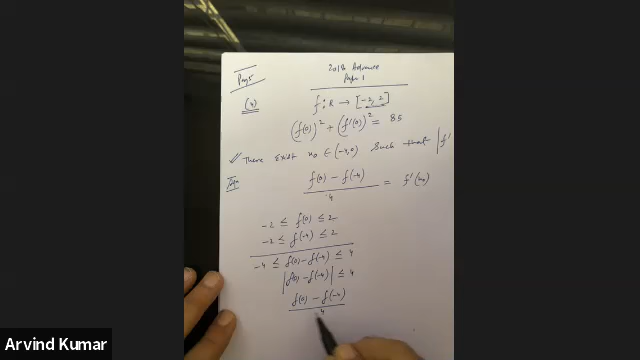 Page 5
2018 Advance
Paper 1
(4)
f: R → [-2, 2]
(f(0))² + (f'(0))² = 85
✓ There exist x₀ ∈ (-4,0) Such that |f'
f(0) - f(-4)
4
= f'(x₀)
-2 ≤ f(0) ≤ 2
-2 ≤ f(-4) ≤ 2
-4 ≤ f(0) - f(-4) ≤ 4
|f(0) - f(-4)| ≤ 4
f(0) - f(-4)
4
Arvind Kumar